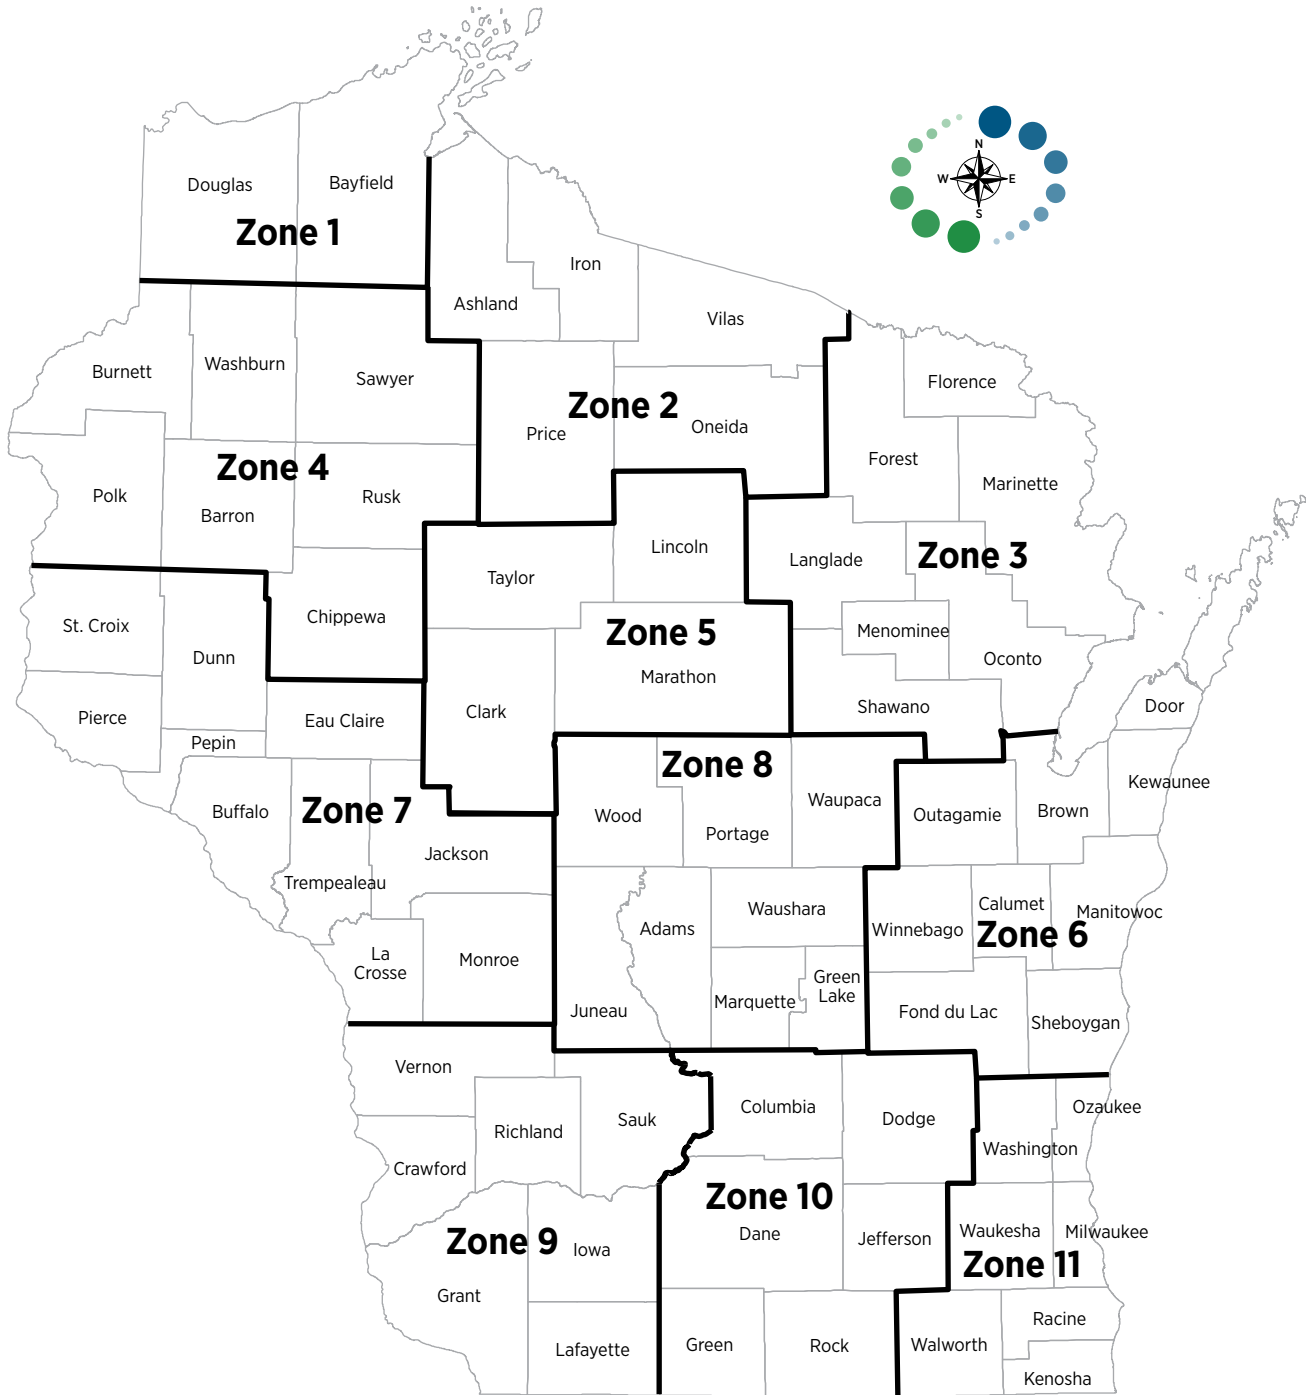 N
W
E
S
Douglas
Bayfield
Zone 1
Iron
Ashland
Vilas
Burnett
Washburn
Sawyer
Florence
Zone 2
Price
Oneida
Forest
Zone 4
Marinette
Polk
Barron
Rusk
Lincoln
Langlade
Zone 3
Taylor
Chippewa
St. Croix
Zone 5
Menominee
Dunn
Oconto
Marathon
Shawano
Door
Pierce
Eau Claire
Clark
Pepin
Zone 8
Kewaunee
Buffalo
Zone 7
Wood
Waupaca
Outagamie
Brown
Portage
Jackson
Trempealeau
Waushara
Calumet
Manitowoc
Adams
Winnebago
Zone 6
La
Crosse
Monroe
Green
Lake
Marquette
Juneau
Fond du Lac
Sheboygan
Vernon
Columbia
Ozaukee
Sauk
Dodge
Richland
Washington
Crawford
Zone 10
Dane
Jefferson
Waukesha
Milwaukee
Zone 9
Iowa
Zone 11
Grant
Racine
Lafayette
Green
Rock
Walworth
Kenosha